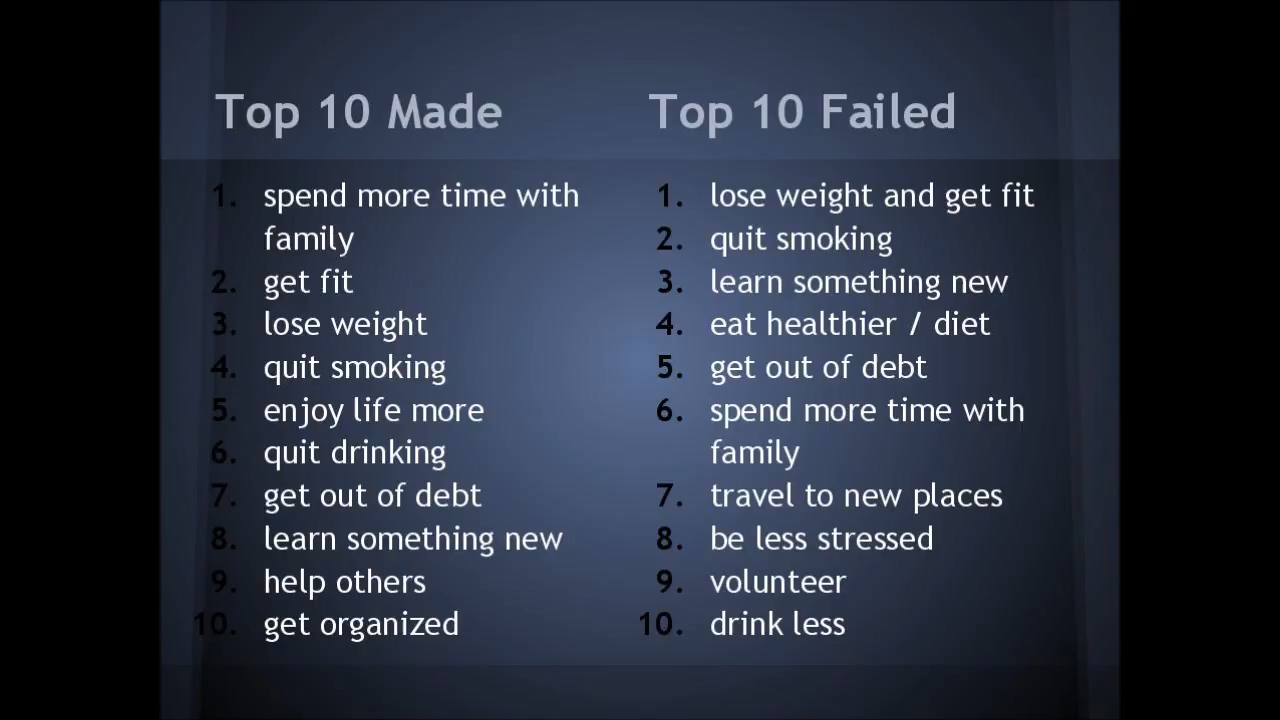 Top 10 Made
1. spend more time with
family
2. get fit
3. lose weight
4. quit smoking
5. enjoy life more
6. quit drinking
7. get out of debt
8. learn something new
9. help others
10. get organized
Top 10 Failed
1. lose weight and get fit
2. quit smoking
3. learn something new
4. eat healthier / diet
5. get out of debt
6. spend more time with
family
7. travel to new places
8. be less stressed
9. volunteer
10. drink less